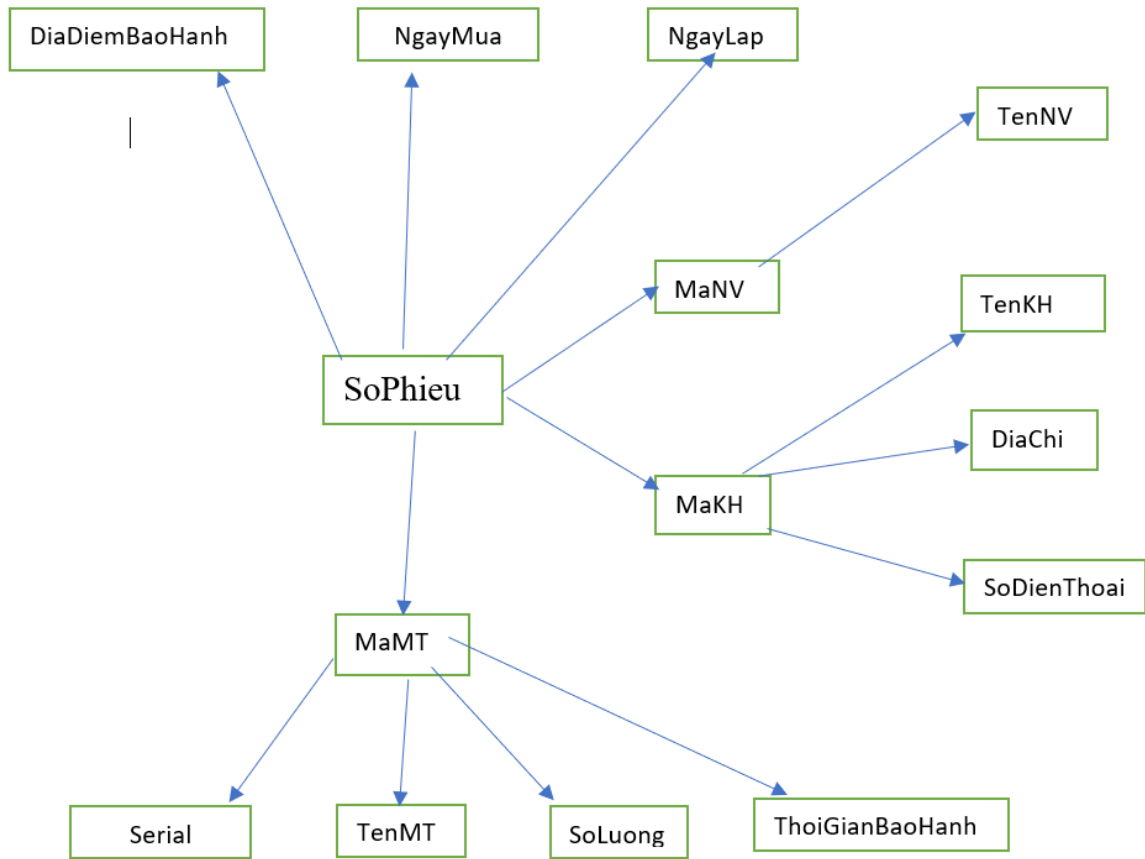 DiaDiemBaoHanh
NgayMua
NgayLap
TenNV
MaNV
TenKH
SoPhieu
DiaChi
MaKH
SoDienThoai
MaMT
Serial
TenMT
SoLuong
ThoiGianBaoHanh